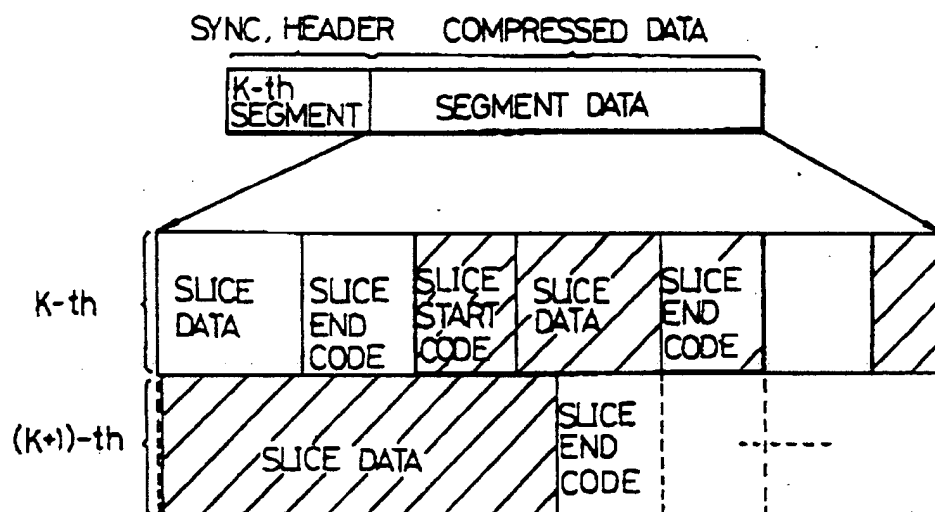 SYNC, HEADER COMPRESSED DATA
K-th
SEGMENT
SEGMENT DATA
K-th
SLICE
DATA
SLICE
END
CODE
SLICE
START
CODE
SLICE
DATA
SLICE
END
CODE
(K+1)-th
SLICE DATA
SLICE
END
CODE